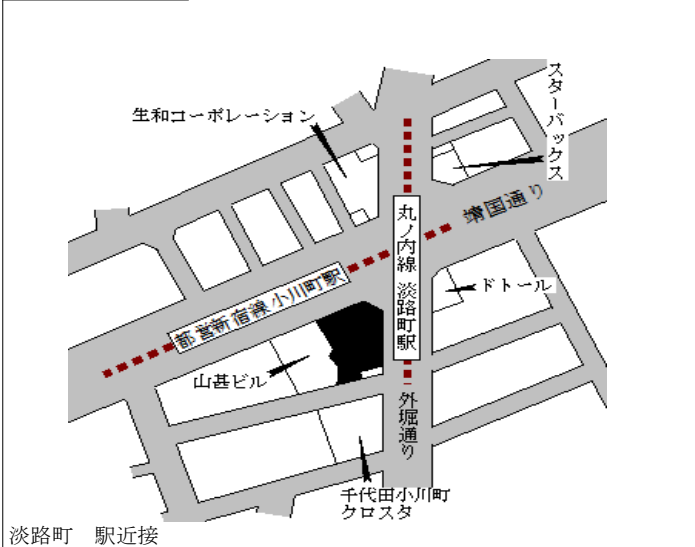 スターバックス
生和コーポレーション
靖国通り
丸ノ内線 淡路町駅
ドトール
都営新宿線小川町駅
山甚ビル
外堀通り
千代田小川町
クロスタ
淡路町　駅近接